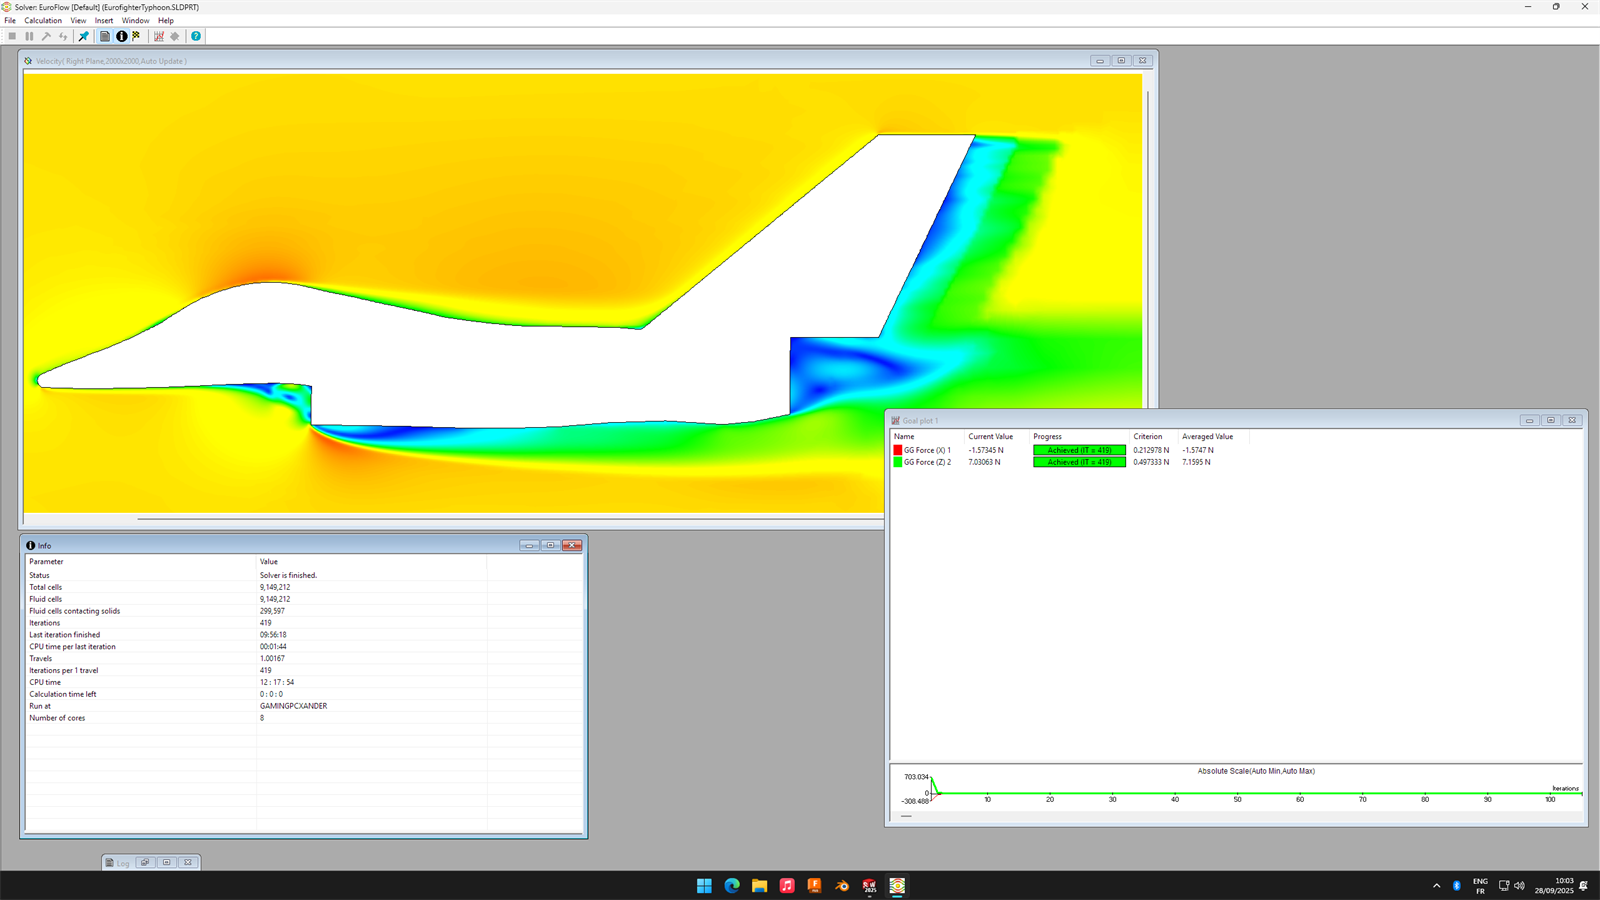 Solver: EuroFlow [Default] (EurofighterTyphoon.SLDPRT)
File Calculation View Insert Window Help
Velocity( Right Plane,2000x2000,Auto Update )
Goal plot 1
Name Current Value Progress Criterion Averaged Value
GG Force (X) 1 -1.57345 N Achieved (IT = 419) 0.212978 N -1.5747 N
GG Force (Z) 2 7.03063 N Achieved (IT = 419) 0.497333 N 7.1595 N
Info
Parameter Value
Status Solver is finished.
Total cells 9,149,212
Fluid cells 9,149,212
Fluid cells contacting solids 299,597
Iterations 419
Last iteration finished 09:56:18
CPU time per last iteration 00:01:44
Travels 1.00167
Iterations per 1 travel 419
CPU time 12 : 17 : 54
Calculation time left 0 : 0 : 0
Run at GAMINGPCXANDER
Number of cores 8
Absolute Scale(Auto Min,Auto Max)
703.034
0
-308.488
Iterations
10 20 30 40 50 60 70 80 90 100
Log
ENG
FR
10:03
28/09/2025